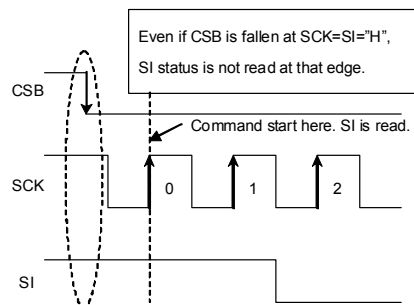 Even if CSB is fallen at SCK=SI=”H”,
SI status is not read at that edge.
CSB
Command start here. SI is read.
SCK
0 1 2
SI